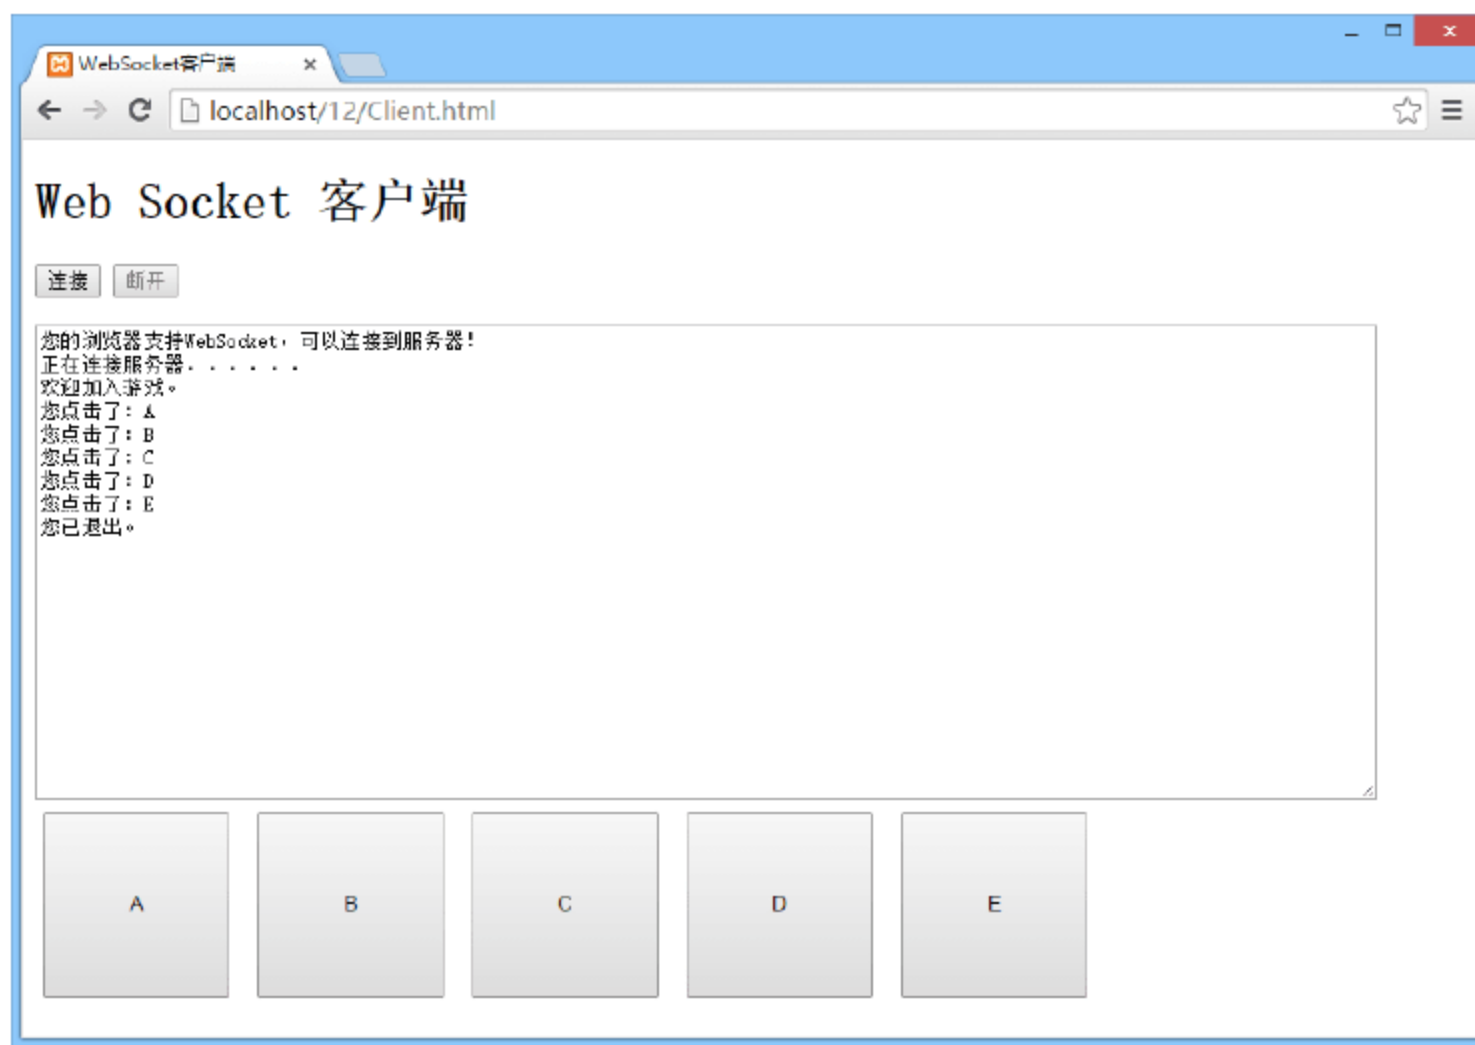 WebSocket客户端
localhost/12/Client.html
Web Socket 客户端
连接 断开
您的浏览器支持WebSocket，可以连接到服务器！
正在连接服务器......
欢迎加入游戏。
您点击了：A
您点击了：B
您点击了：C
您点击了：D
您点击了：E
您已退出。
A B C D E